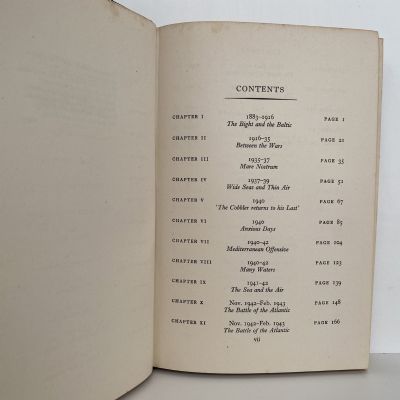 CONTENTS
CHAPTER I 1883-1916 PAGE 1
The Bight and the Baltic
CHAPTER II 1916-35 PAGE 21
Between the Wars
CHAPTER III 1935-37 PAGE 35
Mare Nostrum
CHAPTER IV 1937-39 PAGE 51
Wide Seas and Thin Air
CHAPTER V 1940 PAGE 67
'The Cobbler returns to his Last'
CHAPTER VI 1940 PAGE 85
Anxious Days
CHAPTER VII 1940-42 PAGE 104
Mediterranean Offensive
CHAPTER VIII 1940-42 PAGE 123
Many Waters
CHAPTER IX 1941-42 PAGE 139
The Sea and the Air
CHAPTER X Nov. 1942-Feb. 1943 PAGE 148
The Battle of the Atlantic
CHAPTER XI Nov. 1942-Feb. 1943 PAGE 166
The Battle of the Atlantic
vii